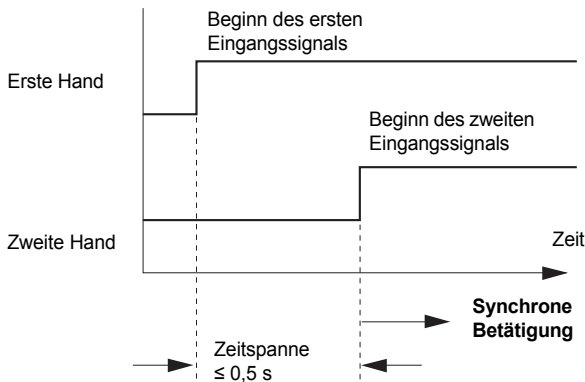 Beginn des ersten
Eingangssignals
Erste Hand
Beginn des zweiten
Eingangssignals
Zweite Hand
Zeit
Synchrone
Betätigung
Zeitspanne
≤ 0,5 s